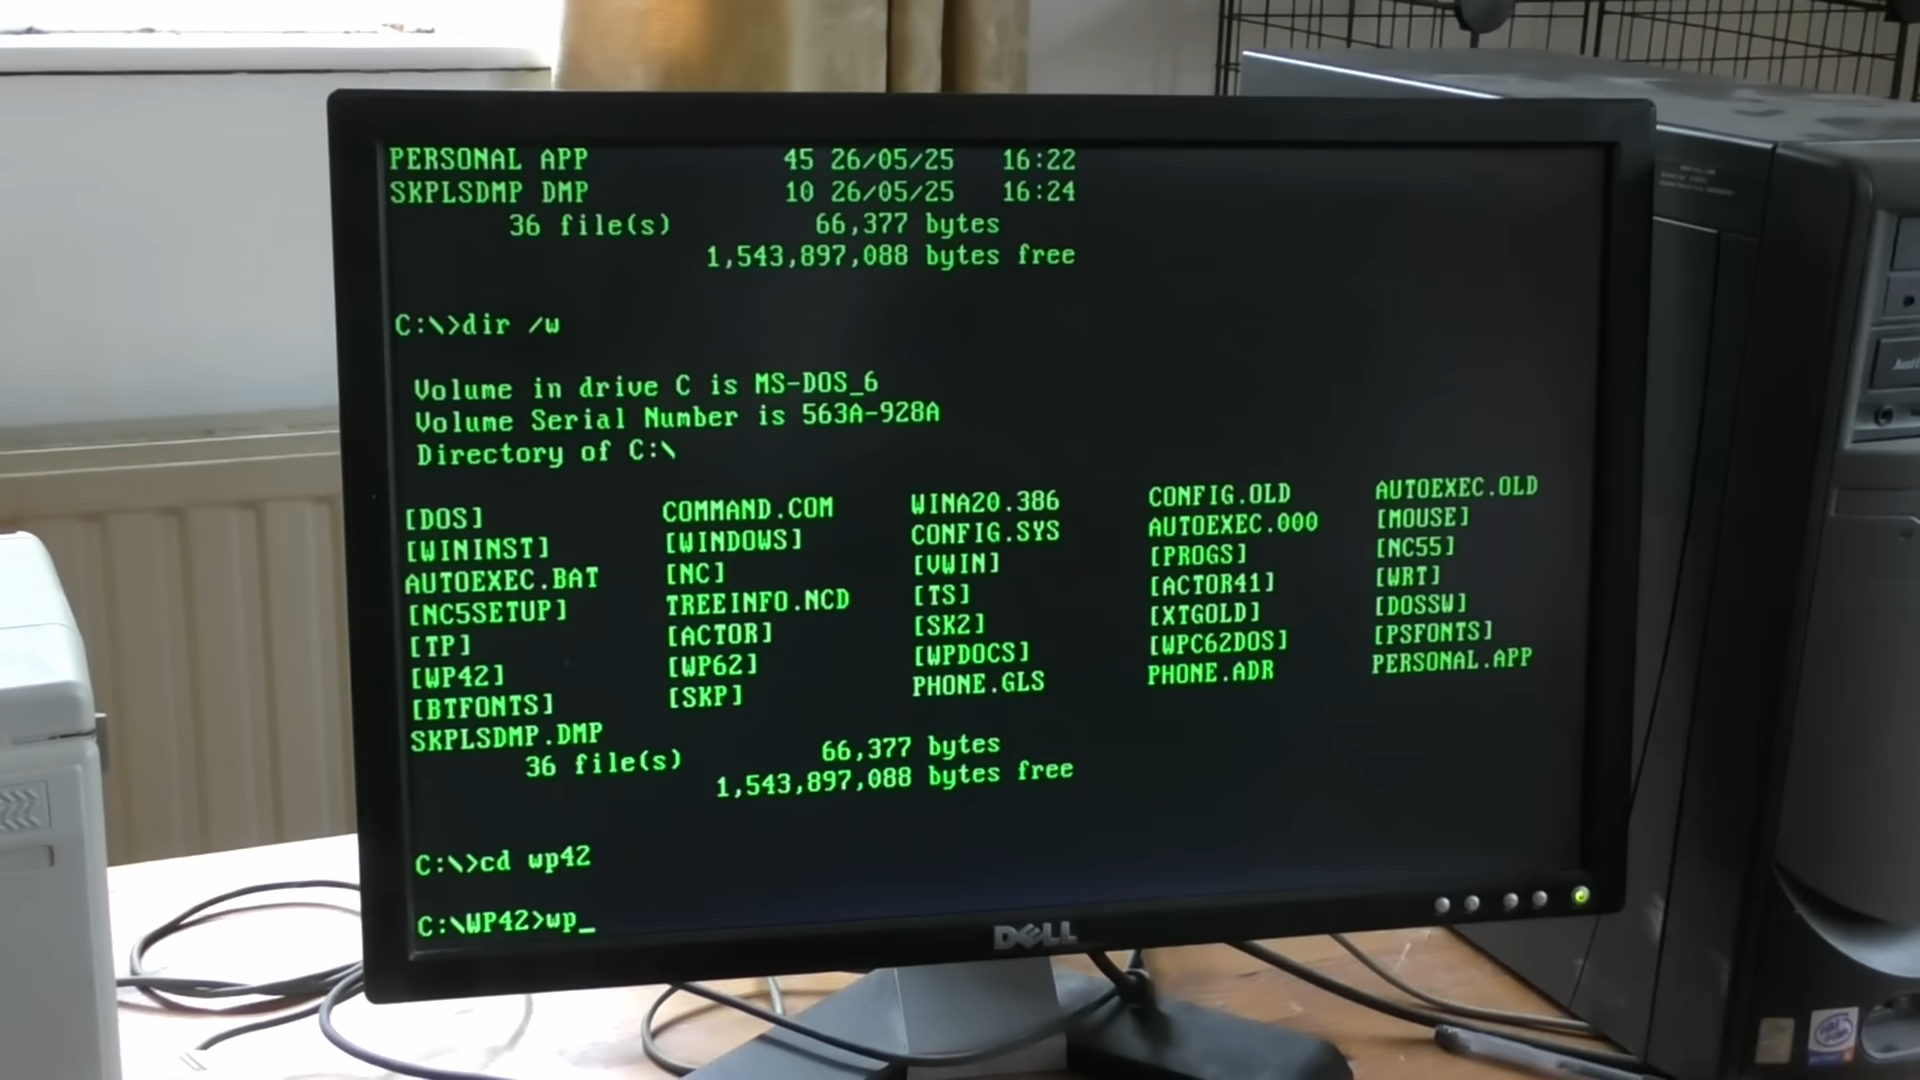 PERSONAL APP 45 26/05/25 16:22
SKPLSDMP DMP 10 26/05/25 16:24
36 file(s) 66,377 bytes
1,543,897,088 bytes free
C:\>dir /w
Volume in drive C is MS-DOS_6
Volume Serial Number is 563A-928A
Directory of C:\
[DOS] COMMAND.COM WINA20.386 CONFIG.OLD AUTOEXEC.OLD
[WININST] [WINDOWS] CONFIG.SYS AUTOEXEC.000 [MOUSE]
AUTOEXEC.BAT [NC] [VWIN] [PROGS] [NC55]
[NC5SETUP] TREEINFO.NCD [TS] [ACTOR41] [WRT]
[TP] [ACTOR] [SK2] [XTGOLD] [DOSSW]
[WP42] [WP62] [WPDOCS] [WPC62DOS] [PSFONTS]
[BTFONTS] [SKP] PHONE.GLS PHONE.ADR PERSONAL.APP
SKPLSDMP.DMP
36 file(s) 66,377 bytes
1,543,897,088 bytes free
C:\>cd wp42
C:\WP42>wp_
DELL